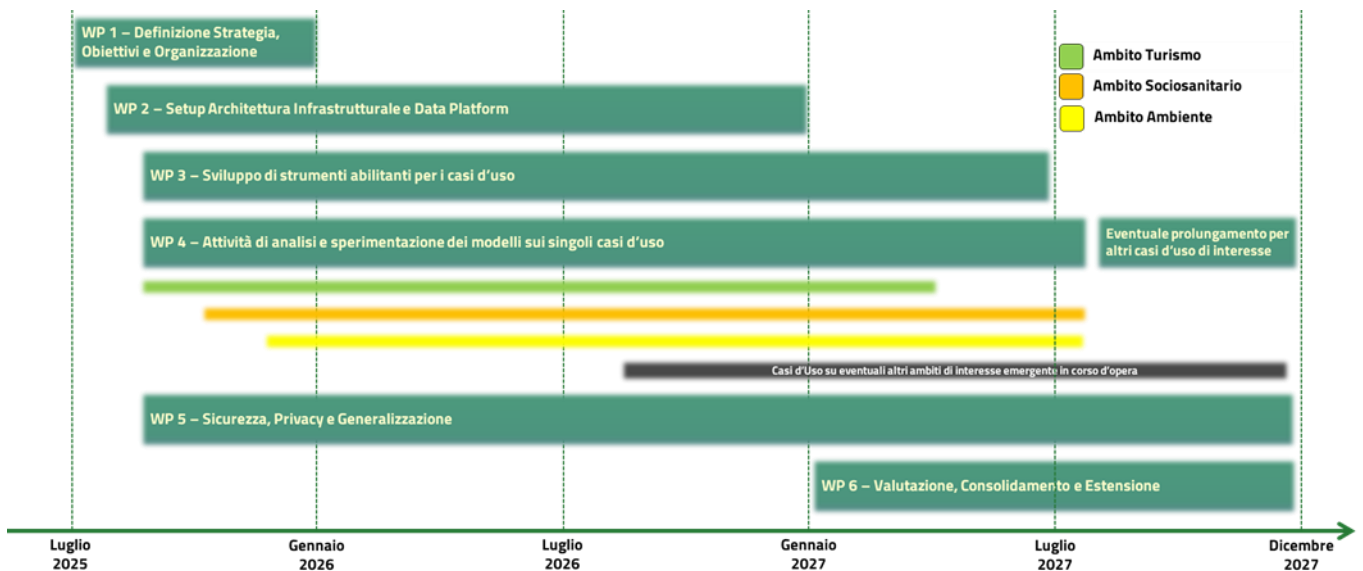 WP 1 – Definizione Strategia,
Obiettivi e Organizzazione
Ambito Turismo
Ambito Sociosanitario
Ambito Ambiente
WP 2 – Setup Architettura Infrastrutturale e Data Platform
WP 3 – Sviluppo di strumenti abilitanti per i casi d'uso
WP 4 – Attività di analisi e sperimentazione dei modelli sui singoli casi d'uso
Eventuale prolungamento per
altri casi d'uso di interesse
Casi d'Uso su eventuali altri ambiti di interesse emergente in corso d'opera
WP 5 – Sicurezza, Privacy e Generalizzazione
WP 6 – Valutazione, Consolidamento e Estensione
Luglio
2025
Gennaio
2026
Luglio
2026
Gennaio
2027
Luglio
2027
Dicembre
2027